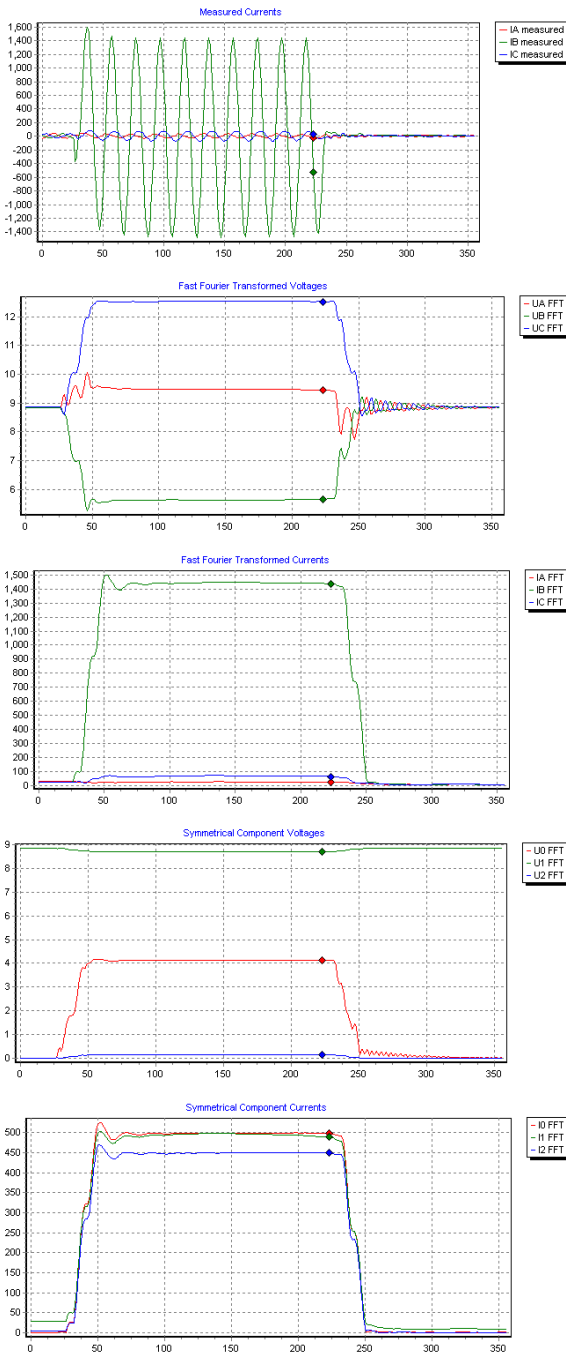 Measured Currents
1,600
1,400
1,200
1,000
800
600
400
200
0
-200
-400
-600
-800
-1,000
-1,200
-1,400
0 50 100 150 200 250 300 350
IA measured
IB measured
IC measured
Fast Fourier Transformed Voltages
12
11
10
9
8
7
6
0 50 100 150 200 250 300 350
UA FFT
UB FFT
UC FFT
Fast Fourier Transformed Currents
1,500
1,400
1,300
1,200
1,100
1,000
900
800
700
600
500
400
300
200
100
0
0 50 100 150 200 250 300 350
IA FFT
IB FFT
IC FFT
Symmetrical Component Voltages
9
8
7
6
5
4
3
2
1
0
0 50 100 150 200 250 300 350
U0 FFT
U1 FFT
U2 FFT
Symmetrical Component Currents
500
450
400
350
300
250
200
150
100
50
0
0 50 100 150 200 250 300 350
I0 FFT
I1 FFT
I2 FFT